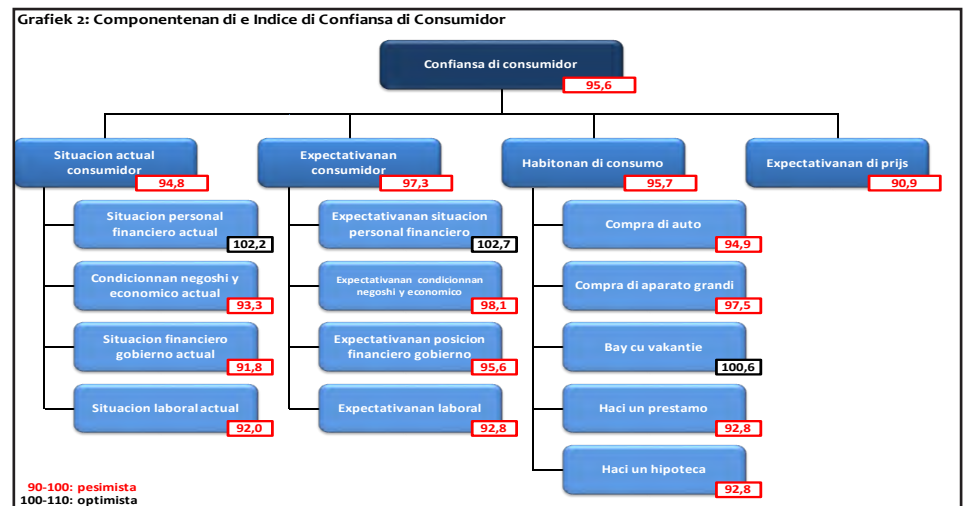 Grafiek 2: Componentenan di e Indice di Confiansa di Consumidor
Confiansa di consumidor
95,6
Situacion actual
consumidor
94,8
Expectativanan
consumidor
97,3
Habitonan di consumo
95,7
Expectativanan di prijs
90,9
Situacion personal
financiero actual
102,2
Expectativanan situacion
personal financiero
102,7
Compra di auto
94,9
Condicionnan negoshi y
economico actual
93,3
Expectativanan condicionnan
negoshi y economico
98,1
Compra di aparato grandi
97,5
Situacion financiero
gobierno actual
91,8
Expectativanan posicion
financiero gobierno
95,6
Bay cu vakantie
100,6
Situacion laboral actual
92,0
Expectativanan laboral
92,8
Haci un prestamo
92,8
Haci un hipoteca
92,8
90-100: pesimista
100-110: optimista